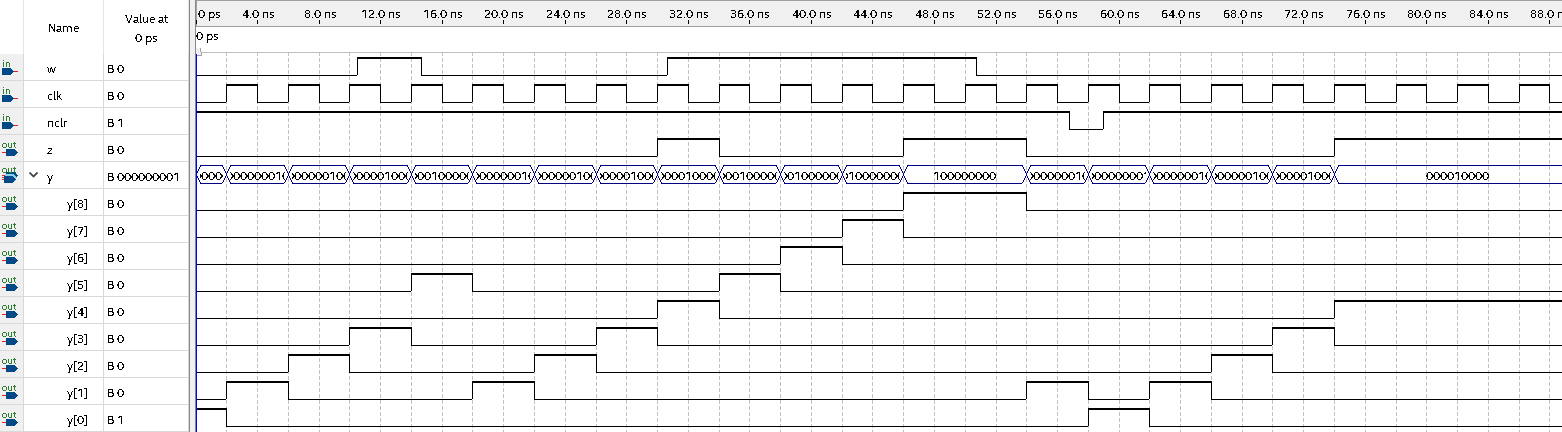 Name
Value at
0 ps
0 ps 4.0 ns 8.0 ns 12.0 ns 16.0 ns 20.0 ns 24.0 ns 28.0 ns 32.0 ns 36.0 ns 40.0 ns 44.0 ns 48.0 ns 52.0 ns 56.0 ns 60.0 ns 64.0 ns 68.0 ns 72.0 ns 76.0 ns 80.0 ns 84.0 ns 88.0
0 ps
in w B 0
in clk B 0
in nclr B 1
out z B 0
out y B 000000001 100000000 000010000
out y[8] B 0
out y[7] B 0
out y[6] B 0
out y[5] B 0
out y[4] B 0
out y[3] B 0
out y[2] B 0
out y[1] B 0
out y[0] B 1